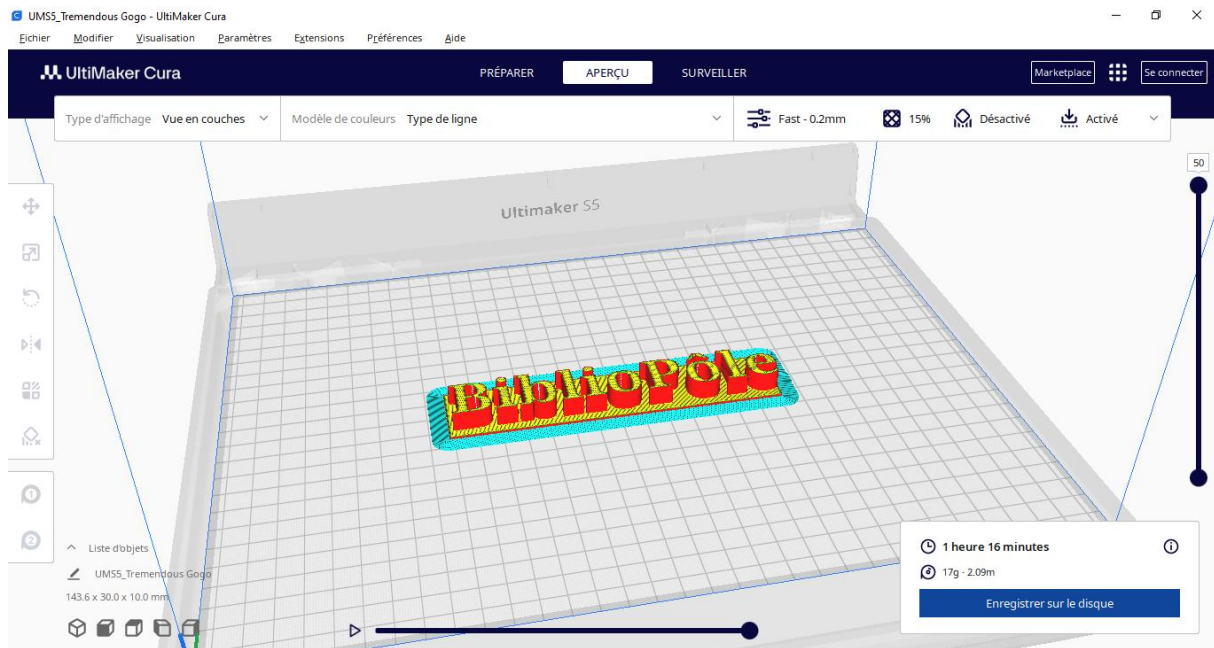 UMS5_Tremendous Gogo - UltiMaker Cura
Fichier Modifier Visualisation Paramètres Extensions Préférences Aide
UltiMaker Cura PRÉPARER APERÇU SURVEILLER Marketplace Se connecter
Type d'affichage Vue en couches Modèle de couleurs Type de ligne Fast - 0.2mm 15% Désactivé Activé
50
Ultimaker S5
BiblioPôle
1
2
Liste d'objets
UMS5_Tremendous Gogo
143.6 x 30.0 x 10.0 mm
1 heure 16 minutes
17g · 2.09m
Enregistrer sur le disque